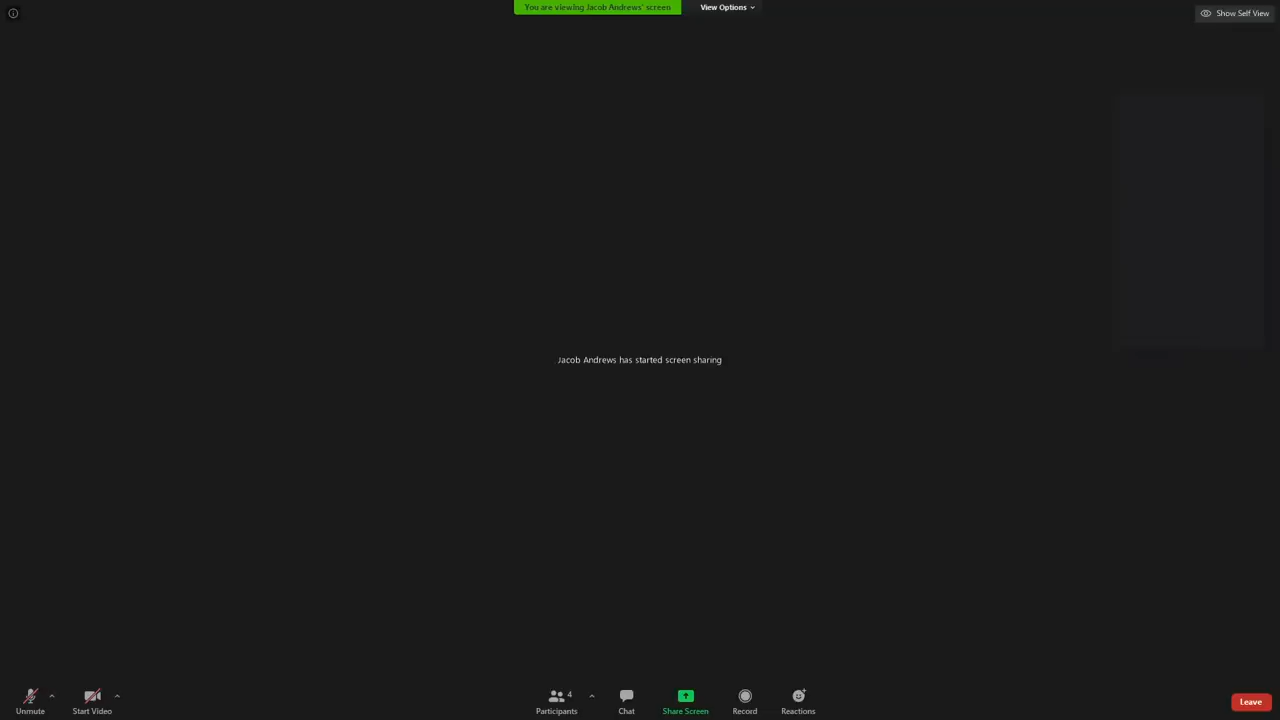 You are viewing Jacob Andrews' screen
View Options
Show Self View
Jacob Andrews has started screen sharing
Unmute
Start Video
4
Participants
Chat
Share Screen
Record
Reactions
Leave